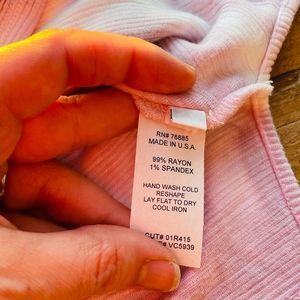 RN# 76885
MADE IN U.S.A.
99% RAYON
1% SPANDEX
HAND WASH COLD
RESHAPE
LAY FLAT TO DRY
COOL IRON
CUT# 01R415
VC5939